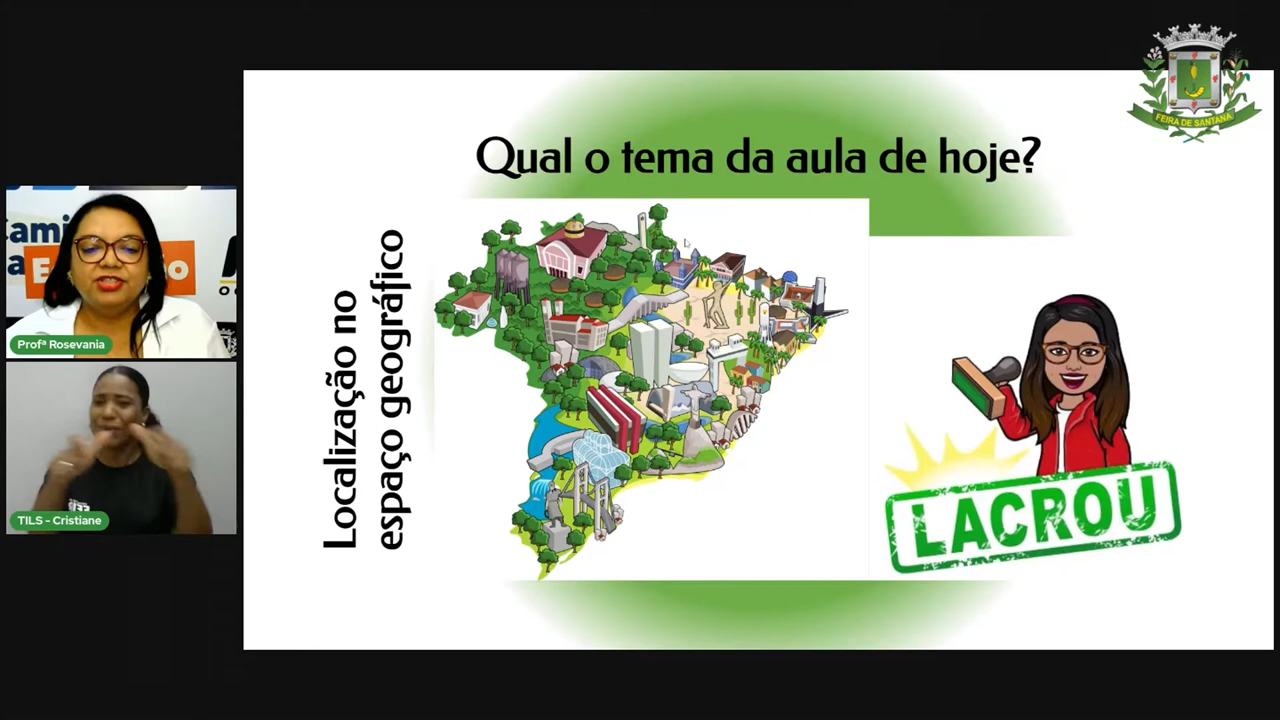 FEIRA DE SANTANA
Qual o tema da aula de hoje?
Localização no
espaço geográfico
LACROU
Profª Rosevania
TILS - Cristiane